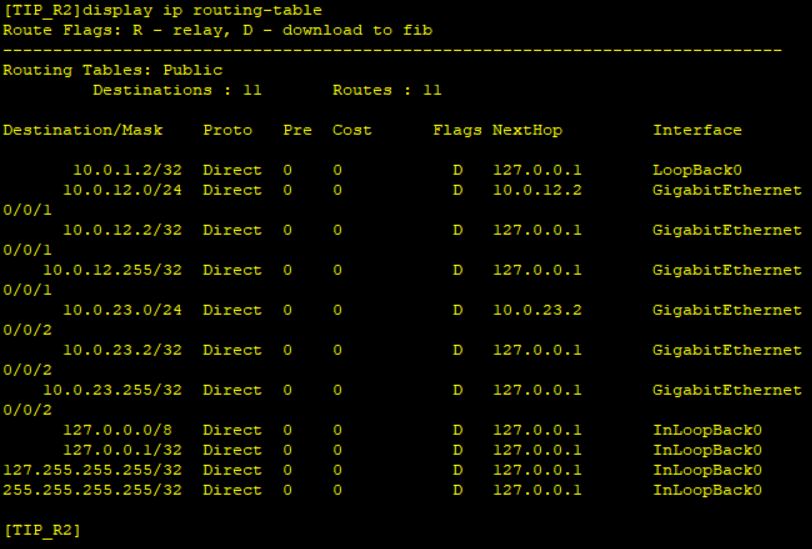 [TIP_R2]display ip routing-table
Route Flags: R - relay, D - download to fib
------------------------------------------------------------------------------
Routing Tables: Public
         Destinations : 11       Routes : 11

Destination/Mask    Proto   Pre  Cost      Flags NextHop         Interface

       10.0.1.2/32  Direct  0    0           D   127.0.0.1       LoopBack0
      10.0.12.0/24  Direct  0    0           D   10.0.12.2       GigabitEthernet
0/0/1
      10.0.12.2/32  Direct  0    0           D   127.0.0.1       GigabitEthernet
0/0/1
    10.0.12.255/32  Direct  0    0           D   127.0.0.1       GigabitEthernet
0/0/1
      10.0.23.0/24  Direct  0    0           D   10.0.23.2       GigabitEthernet
0/0/2
      10.0.23.2/32  Direct  0    0           D   127.0.0.1       GigabitEthernet
0/0/2
    10.0.23.255/32  Direct  0    0           D   127.0.0.1       GigabitEthernet
0/0/2
      127.0.0.0/8   Direct  0    0           D   127.0.0.1       InLoopBack0
      127.0.0.1/32  Direct  0    0           D   127.0.0.1       InLoopBack0
127.255.255.255/32  Direct  0    0           D   127.0.0.1       InLoopBack0
255.255.255.255/32  Direct  0    0           D   127.0.0.1       InLoopBack0

[TIP_R2]